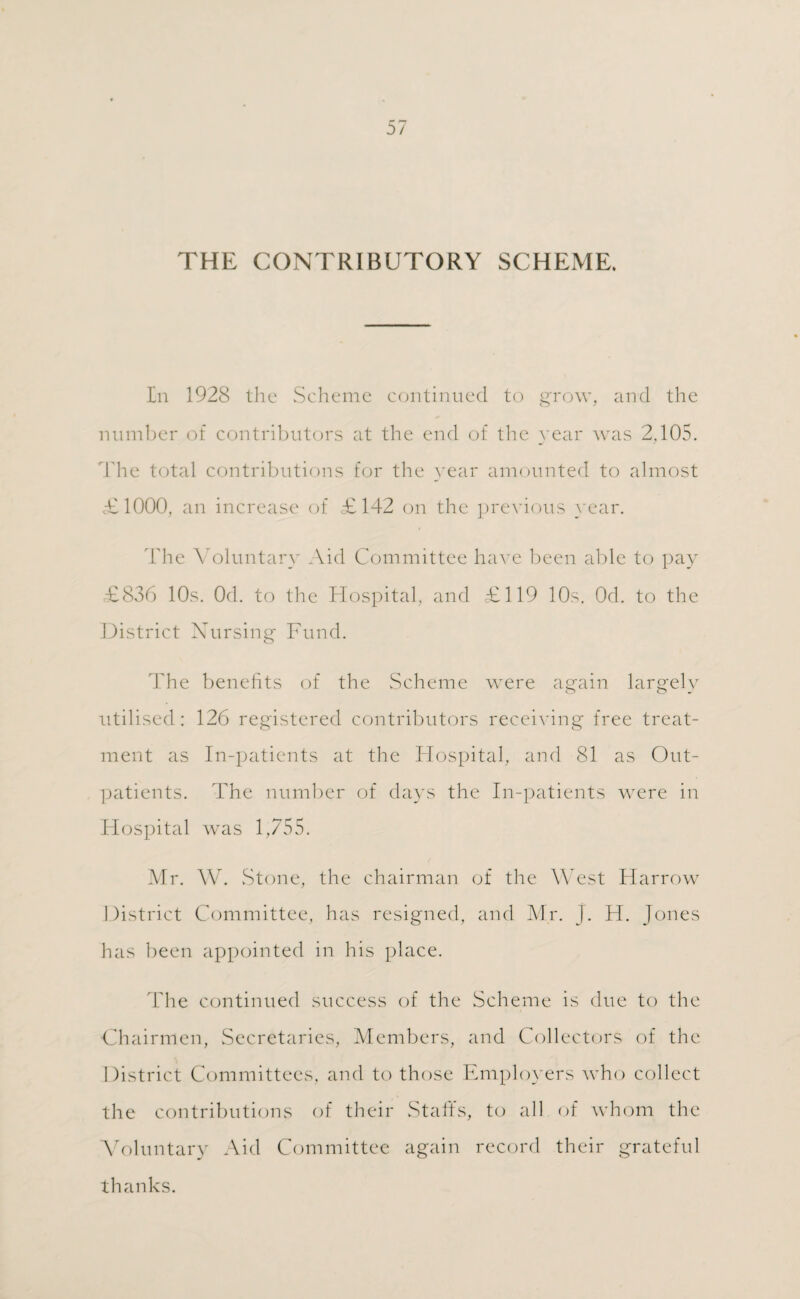 57
THE CONTRIBUTORY SCHEME.
In 1928 the Scheme continued to grow, and the
number of contributors at the end of the year was 2,105.
The total contributions for the year amounted to almost
£1000, an increase of £142 on the previous year.
The Voluntary Aid Committee have been able to pay
£836 10s. 0d. to the Hospital, and £119 10s. 0d. to the
District Nursing Fund.
The benefits of the Scheme were again largely
utilised: 126 registered contributors receiving free treat-
ment as In-patients at the Hospital, and 81 as Out-
patients. The number of days the In-patients were in
Hospital was 1,755.
Mr. W. Stone, the chairman of the West Harrow
District Committee, has resigned, and Mr. J. H. Jones
has been appointed in his place.
The continued success of the Scheme is due to the
Chairmen, Secretaries, Members, and Collectors of the
District Committees, and to those Employers who collect
the contributions of their Staffs, to all of whom the
Voluntary Aid Committee again record their grateful
thanks.